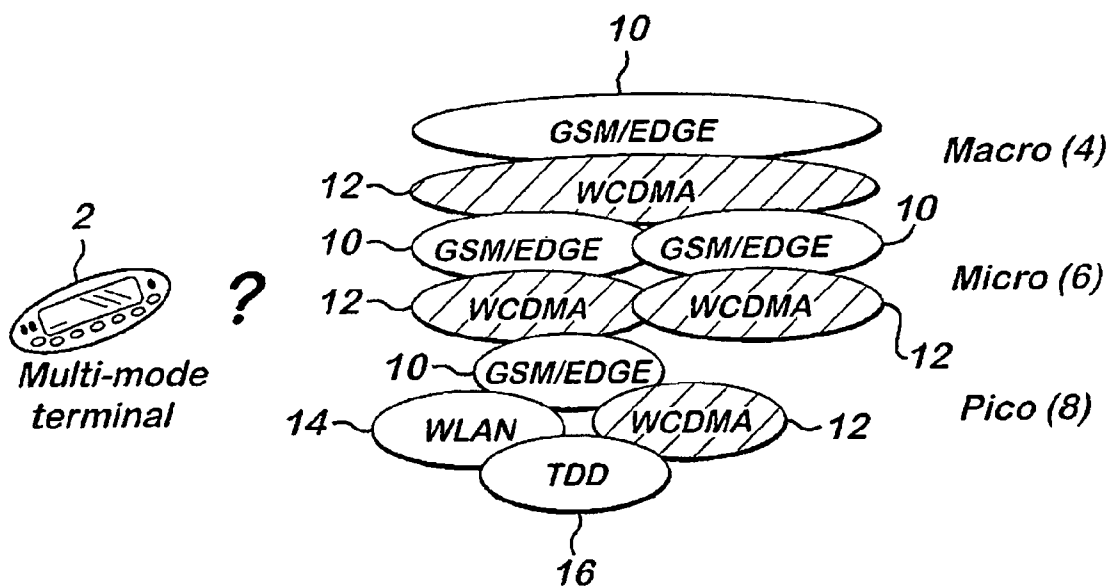 10
GSM/EDGE
Macro (4)
12
WCDMA
2
10
GSM/EDGE
GSM/EDGE
10
?
12
WCDMA
WCDMA
Micro (6)
12
Multi-mode
terminal
10
GSM/EDGE
14
WLAN
WCDMA
12
Pico (8)
TDD
16